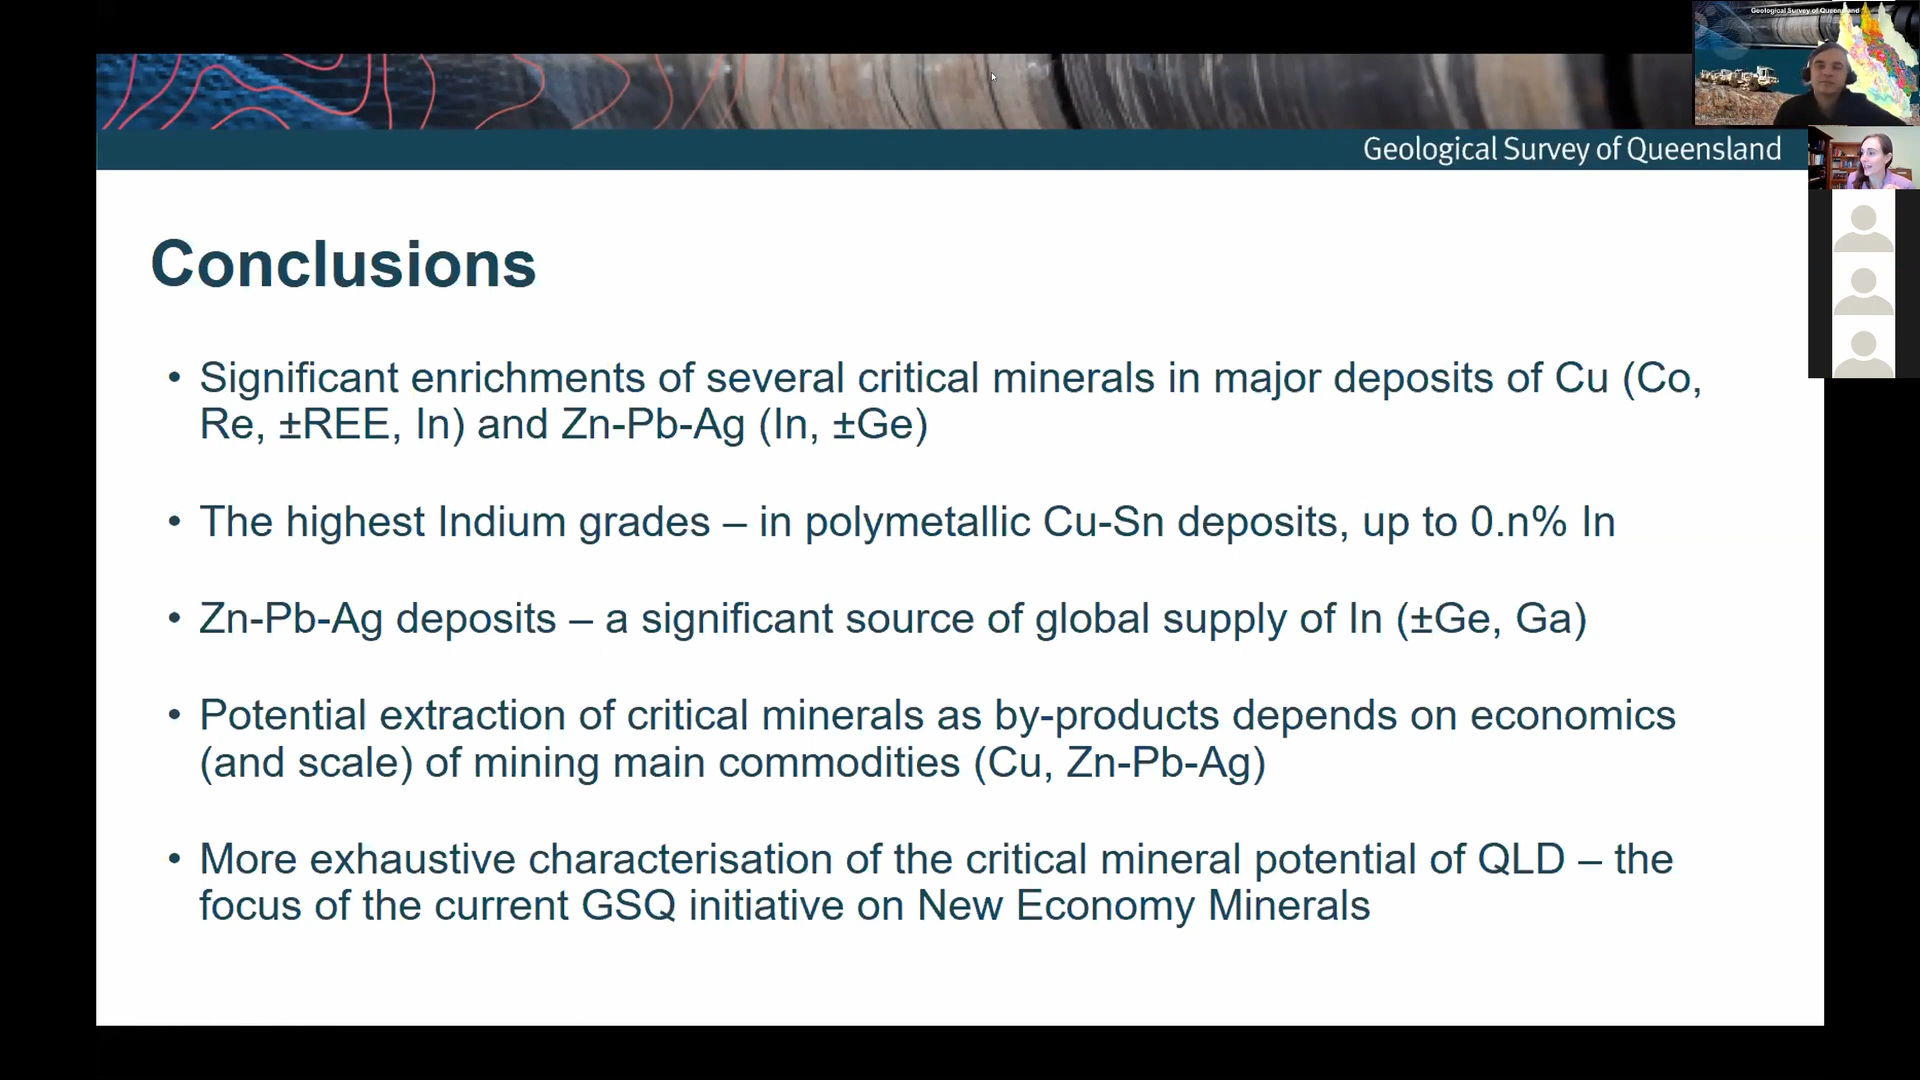 Geological Survey of Queensland
Geological Survey of Queensland
Conclusions
• Significant enrichments of several critical minerals in major deposits of Cu (Co,
Re, ±REE, In) and Zn-Pb-Ag (In, ±Ge)
• The highest Indium grades – in polymetallic Cu-Sn deposits, up to 0.n% In
• Zn-Pb-Ag deposits – a significant source of global supply of In (±Ge, Ga)
• Potential extraction of critical minerals as by-products depends on economics
(and scale) of mining main commodities (Cu, Zn-Pb-Ag)
• More exhaustive characterisation of the critical mineral potential of QLD – the
focus of the current GSQ initiative on New Economy Minerals